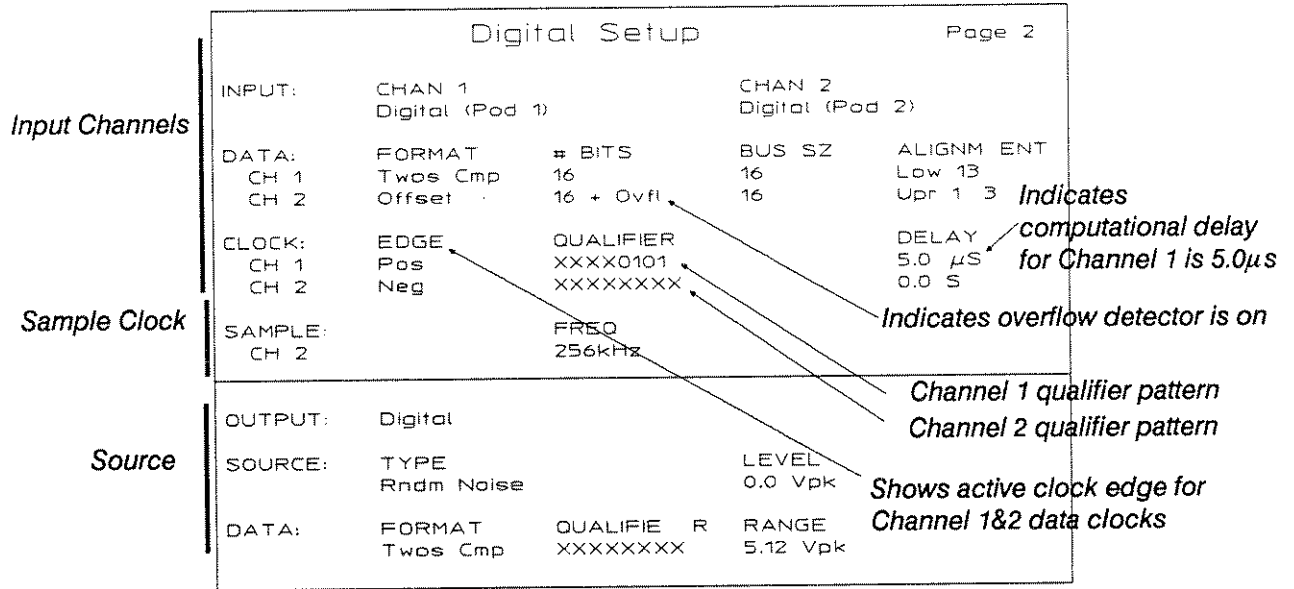 Digital Setup Page 2
INPUT: CHAN 1 CHAN 2
Digital (Pod 1) Digital (Pod 2)
Input Channels
DATA: FORMAT # BITS BUS SZ ALIGNM ENT
CH 1 Twos Cmp 16 16 Low 13
CH 2 Offset 16 + Ovfl 16 Upr 1 3
Indicates
computational delay
for Channel 1 is 5.0µs
CLOCK: EDGE QUALIFIER DELAY
CH 1 Pos XXXX0101 5.0 µS
CH 2 Neg XXXXXXXX 0.0 S
Indicates overflow detector is on
Sample Clock
SAMPLE: FREQ
CH 2 256kHz
Channel 1 qualifier pattern
Channel 2 qualifier pattern
OUTPUT: Digital
Source
SOURCE: TYPE LEVEL
Rndm Noise 0.0 Vpk
Shows active clock edge for
Channel 1&2 data clocks
DATA: FORMAT QUALIFIE R RANGE
Twos Cmp XXXXXXXX 5.12 Vpk